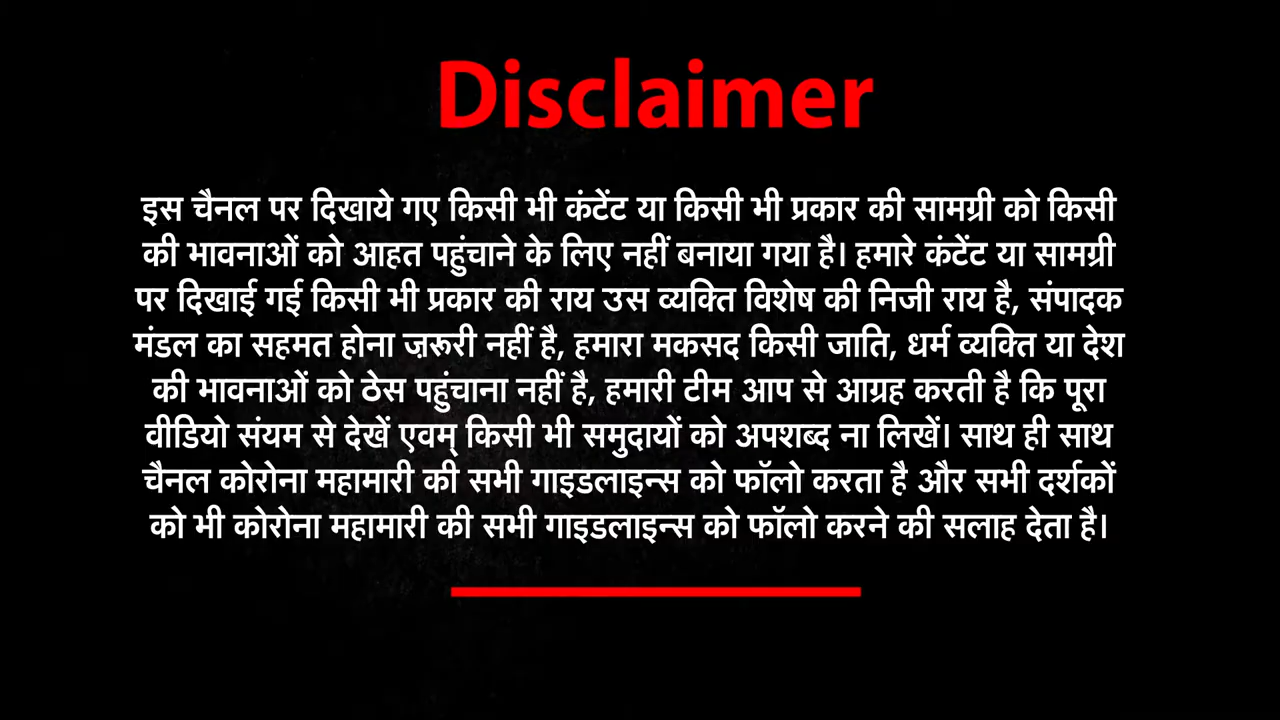 Disclaimer
इस चैनल पर दिखाये गए किसी भी कंटेंट या किसी भी प्रकार की सामग्री को किसी
की भावनाओं को आहत पहुंचाने के लिए नहीं बनाया गया है। हमारे कंटेंट या सामग्री
पर दिखाई गई किसी भी प्रकार की राय उस व्यक्ति विशेष की निजी राय है, संपादक
मंडल का सहमत होना ज़रूरी नहीं है, हमारा मकसद किसी जाति, धर्म व्यक्ति या देश
की भावनाओं को ठेस पहुंचाना नहीं है, हमारी टीम आप से आग्रह करती है कि पूरा
वीडियो संयम से देखें एवम् किसी भी समुदायों को अपशब्द ना लिखें। साथ ही साथ
चैनल कोरोना महामारी की सभी गाइडलाइन्स को फॉलो करता है और सभी दर्शकों
को भी कोरोना महामारी की सभी गाइडलाइन्स को फॉलो करने की सलाह देता है।